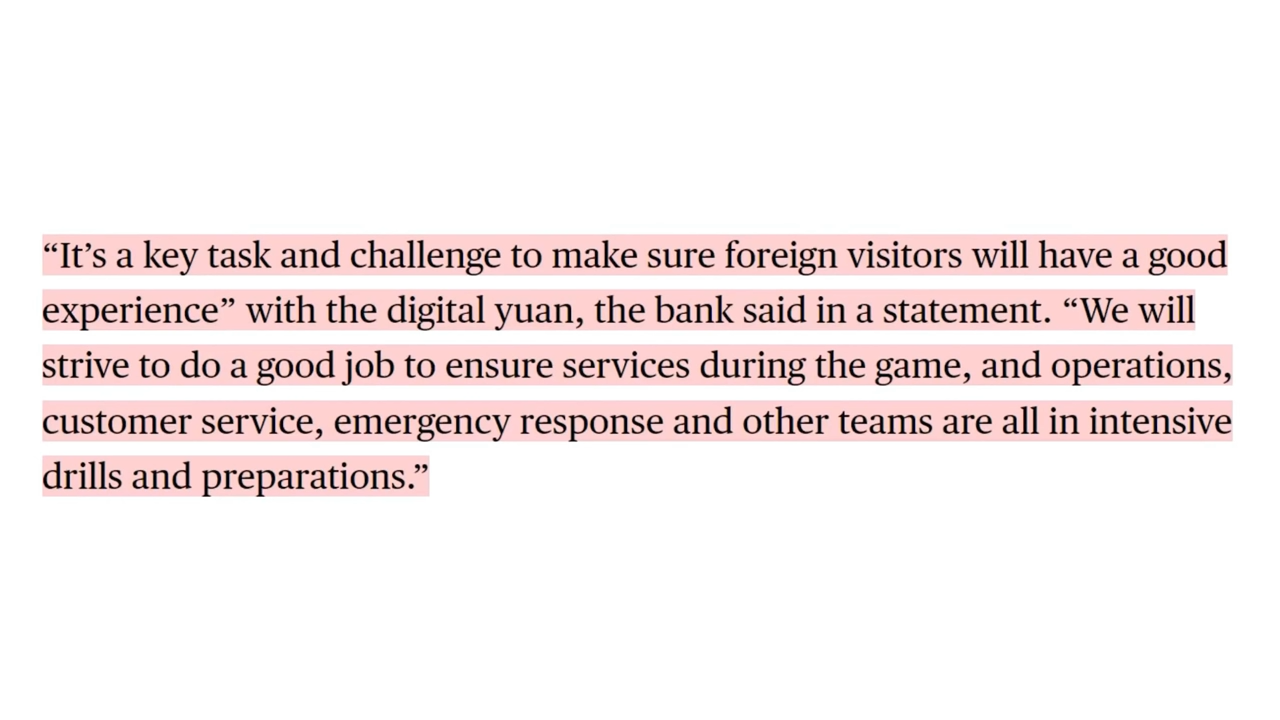 “It’s a key task and challenge to make sure foreign visitors will have a good
experience” with the digital yuan, the bank said in a statement. “We will
strive to do a good job to ensure services during the game, and operations,
customer service, emergency response and other teams are all in intensive
drills and preparations.”